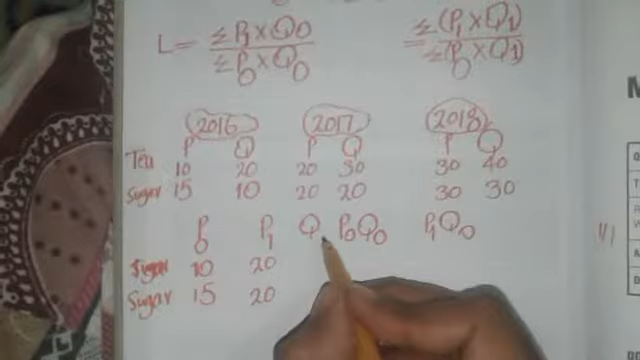 L = ΣP₁×Q0 / ΣP₀×Q₀ = Σ(P₁×Q₁) / Σ(P₀×Q₁)
2016 2017 2018
P Q P Q P Q
Tea 10 20 20 30 30 40
Sugar 15 10 20 20 30 30
P₀ P₁ Q P₀Q₀ P₁Q₀
Sugar 10 20
Sugar 15 20